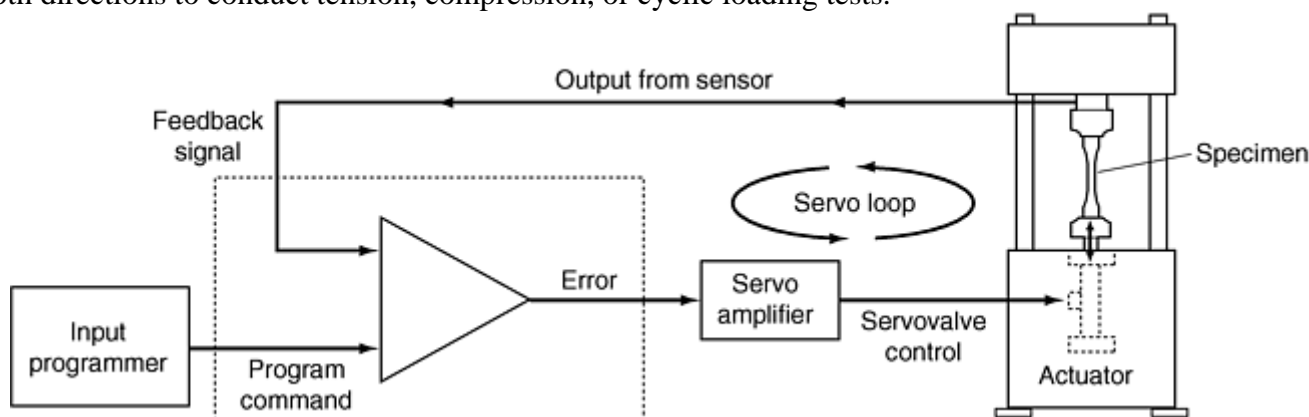 both directions to conduct tension, compression, or cyclic loading tests.
Output from sensor
Feedback
signal
Specimen
Servo loop
Error
Servo
amplifier
Input
programmer
Servovalve
control
Program
command
Actuator